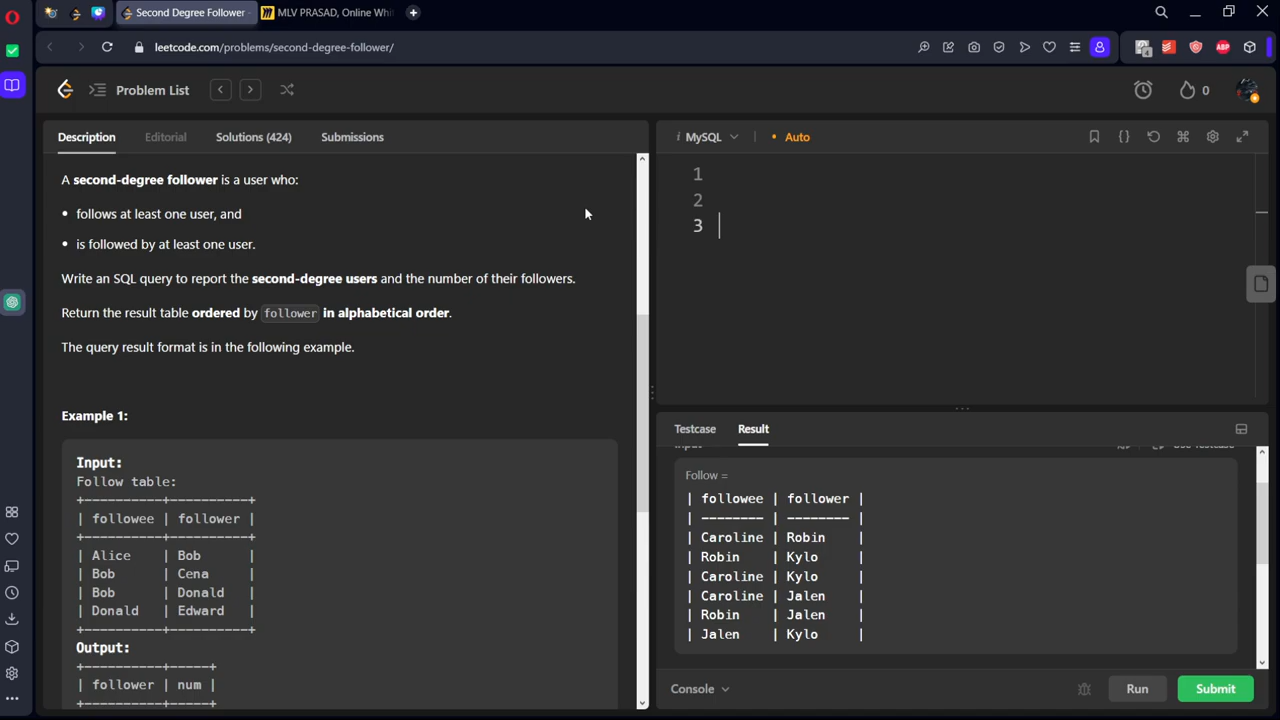 Second Degree Follower -
MLV PRASAD, Online Whi
leetcode.com/problems/second-degree-follower/
Problem List
0
Description
Editorial
Solutions (424)
Submissions
A second-degree follower is a user who:
• follows at least one user, and
• is followed by at least one user.
Write an SQL query to report the second-degree users and the number of their followers.
Return the result table ordered by follower in alphabetical order.
The query result format is in the following example.
Example 1:
Input:
Follow table:
+----------+----------+
| followee | follower |
+----------+----------+
| Alice | Bob |
| Bob | Cena |
| Bob | Donald |
| Donald | Edward |
+----------+----------+
Output:
+----------+-----+
| follower | num |
+----------+-----+
i MySQL
• Auto
1
2
3
Testcase
Result
Follow =
| followee | follower |
| -------- | -------- |
| Caroline | Robin |
| Robin | Kylo |
| Caroline | Kylo |
| Caroline | Jalen |
| Robin | Jalen |
| Jalen | Kylo |
Console
Run
Submit